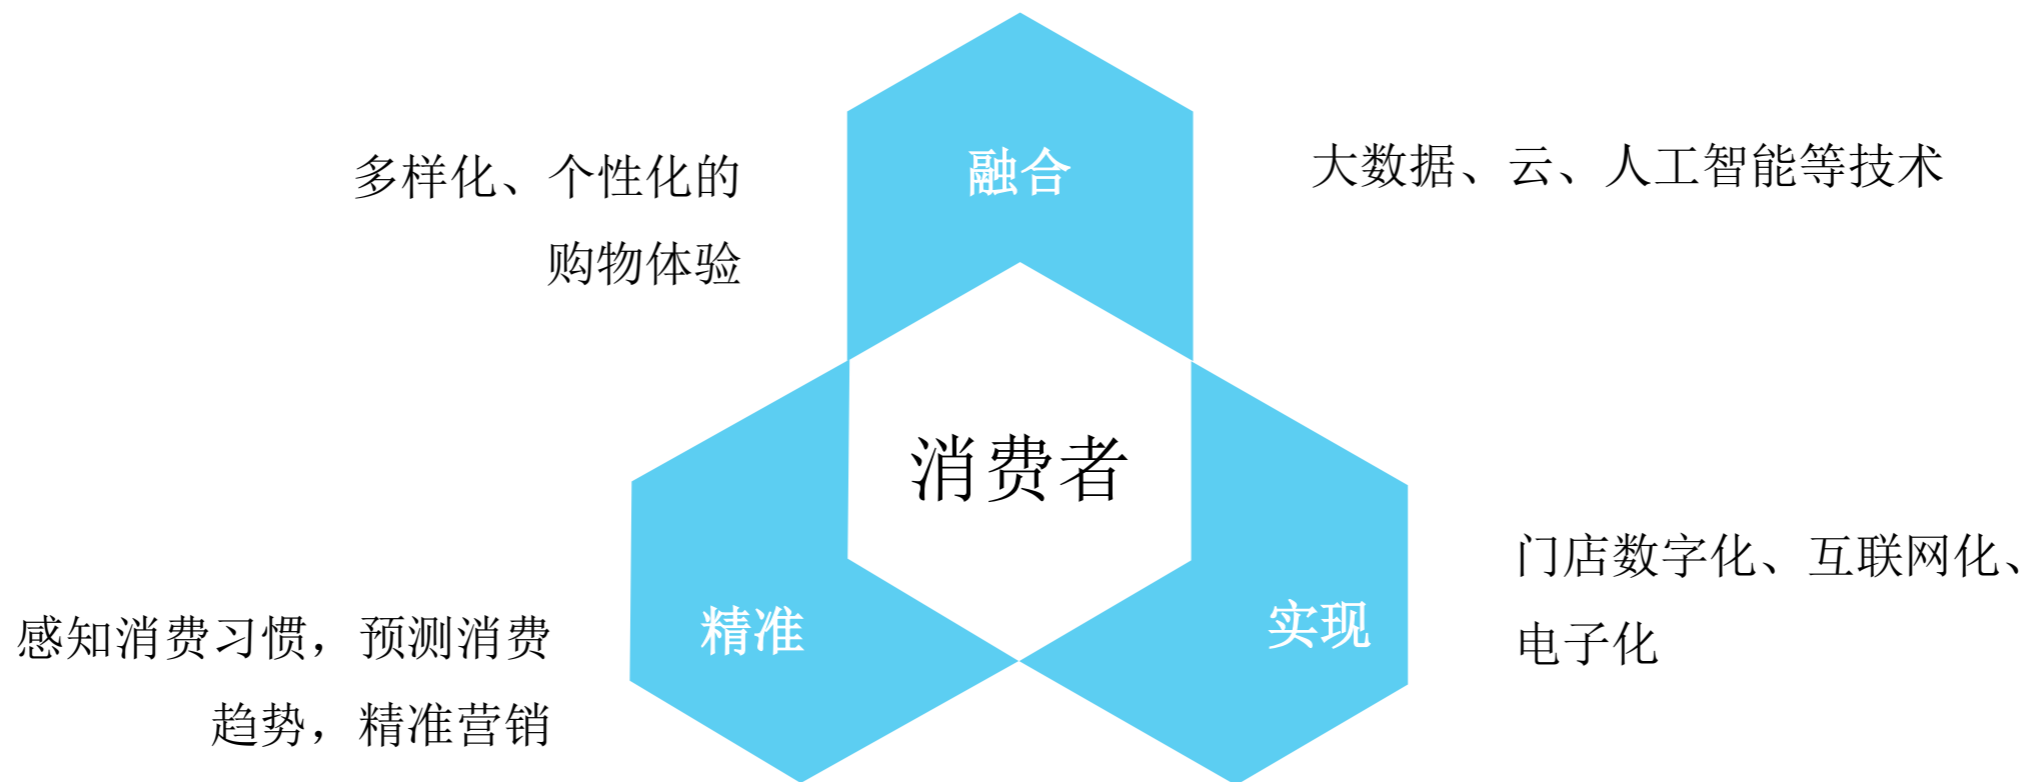 融合
大数据、云、人工智能等技术
多样化、个性化的
购物体验
消费者
门店数字化、互联网化、
电子化
实现
精准
感知消费习惯，预测消费
趋势，精准营销